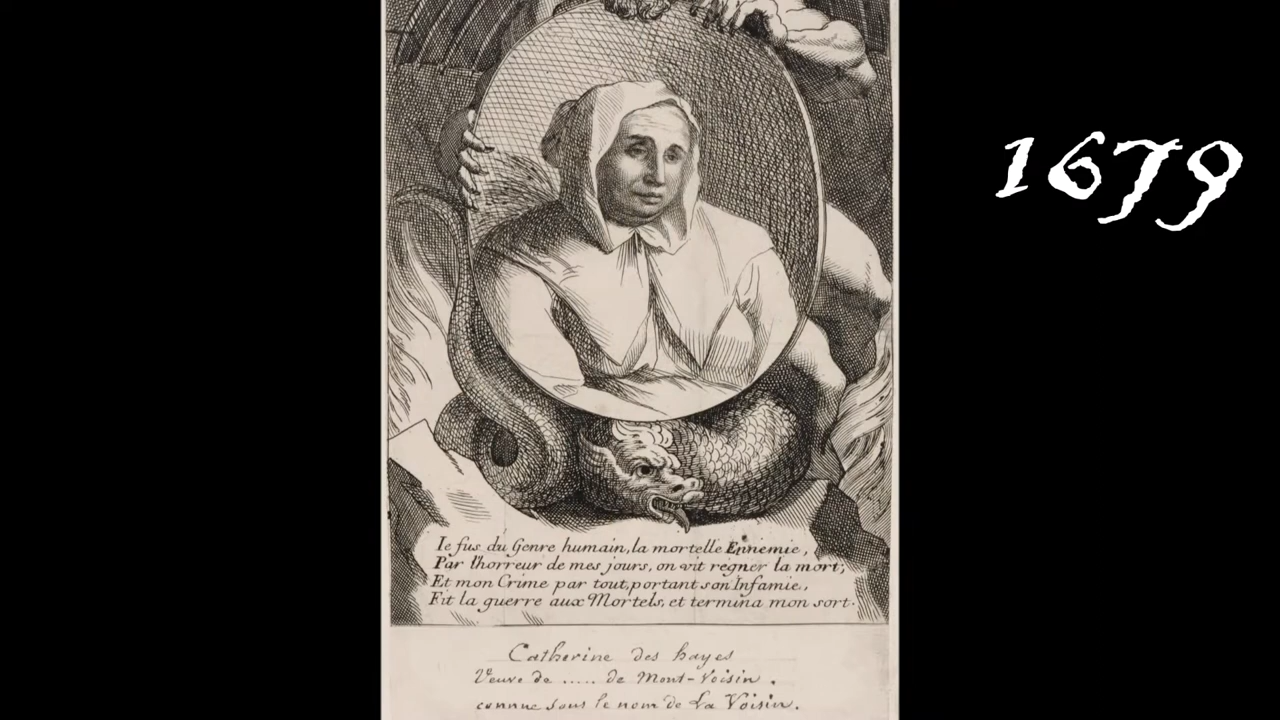 1679
Ie fus du Genre humain, la mortelle Ennemie,
Par l'horreur de mes jours, on vit regner la mort;
Et mon Crime par tout, portant son Infamie,
Fit la guerre aux Mortels, et termina mon sort.
Catherine des hayes
Veuve de ..... de Mont-Voisin.
connue sous le nom de La Voisin.